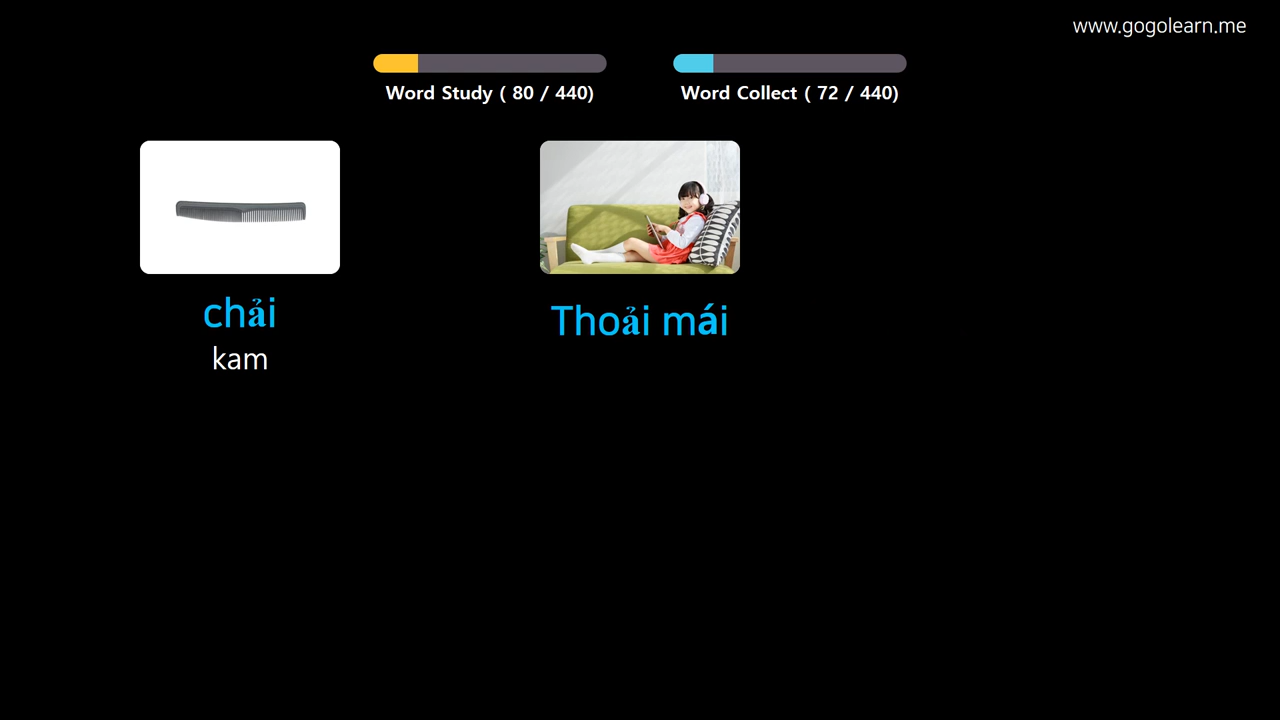 www.gogolearn.me
Word Study ( 80 / 440)
Word Collect ( 72 / 440)
chải
kam
Thoải mái